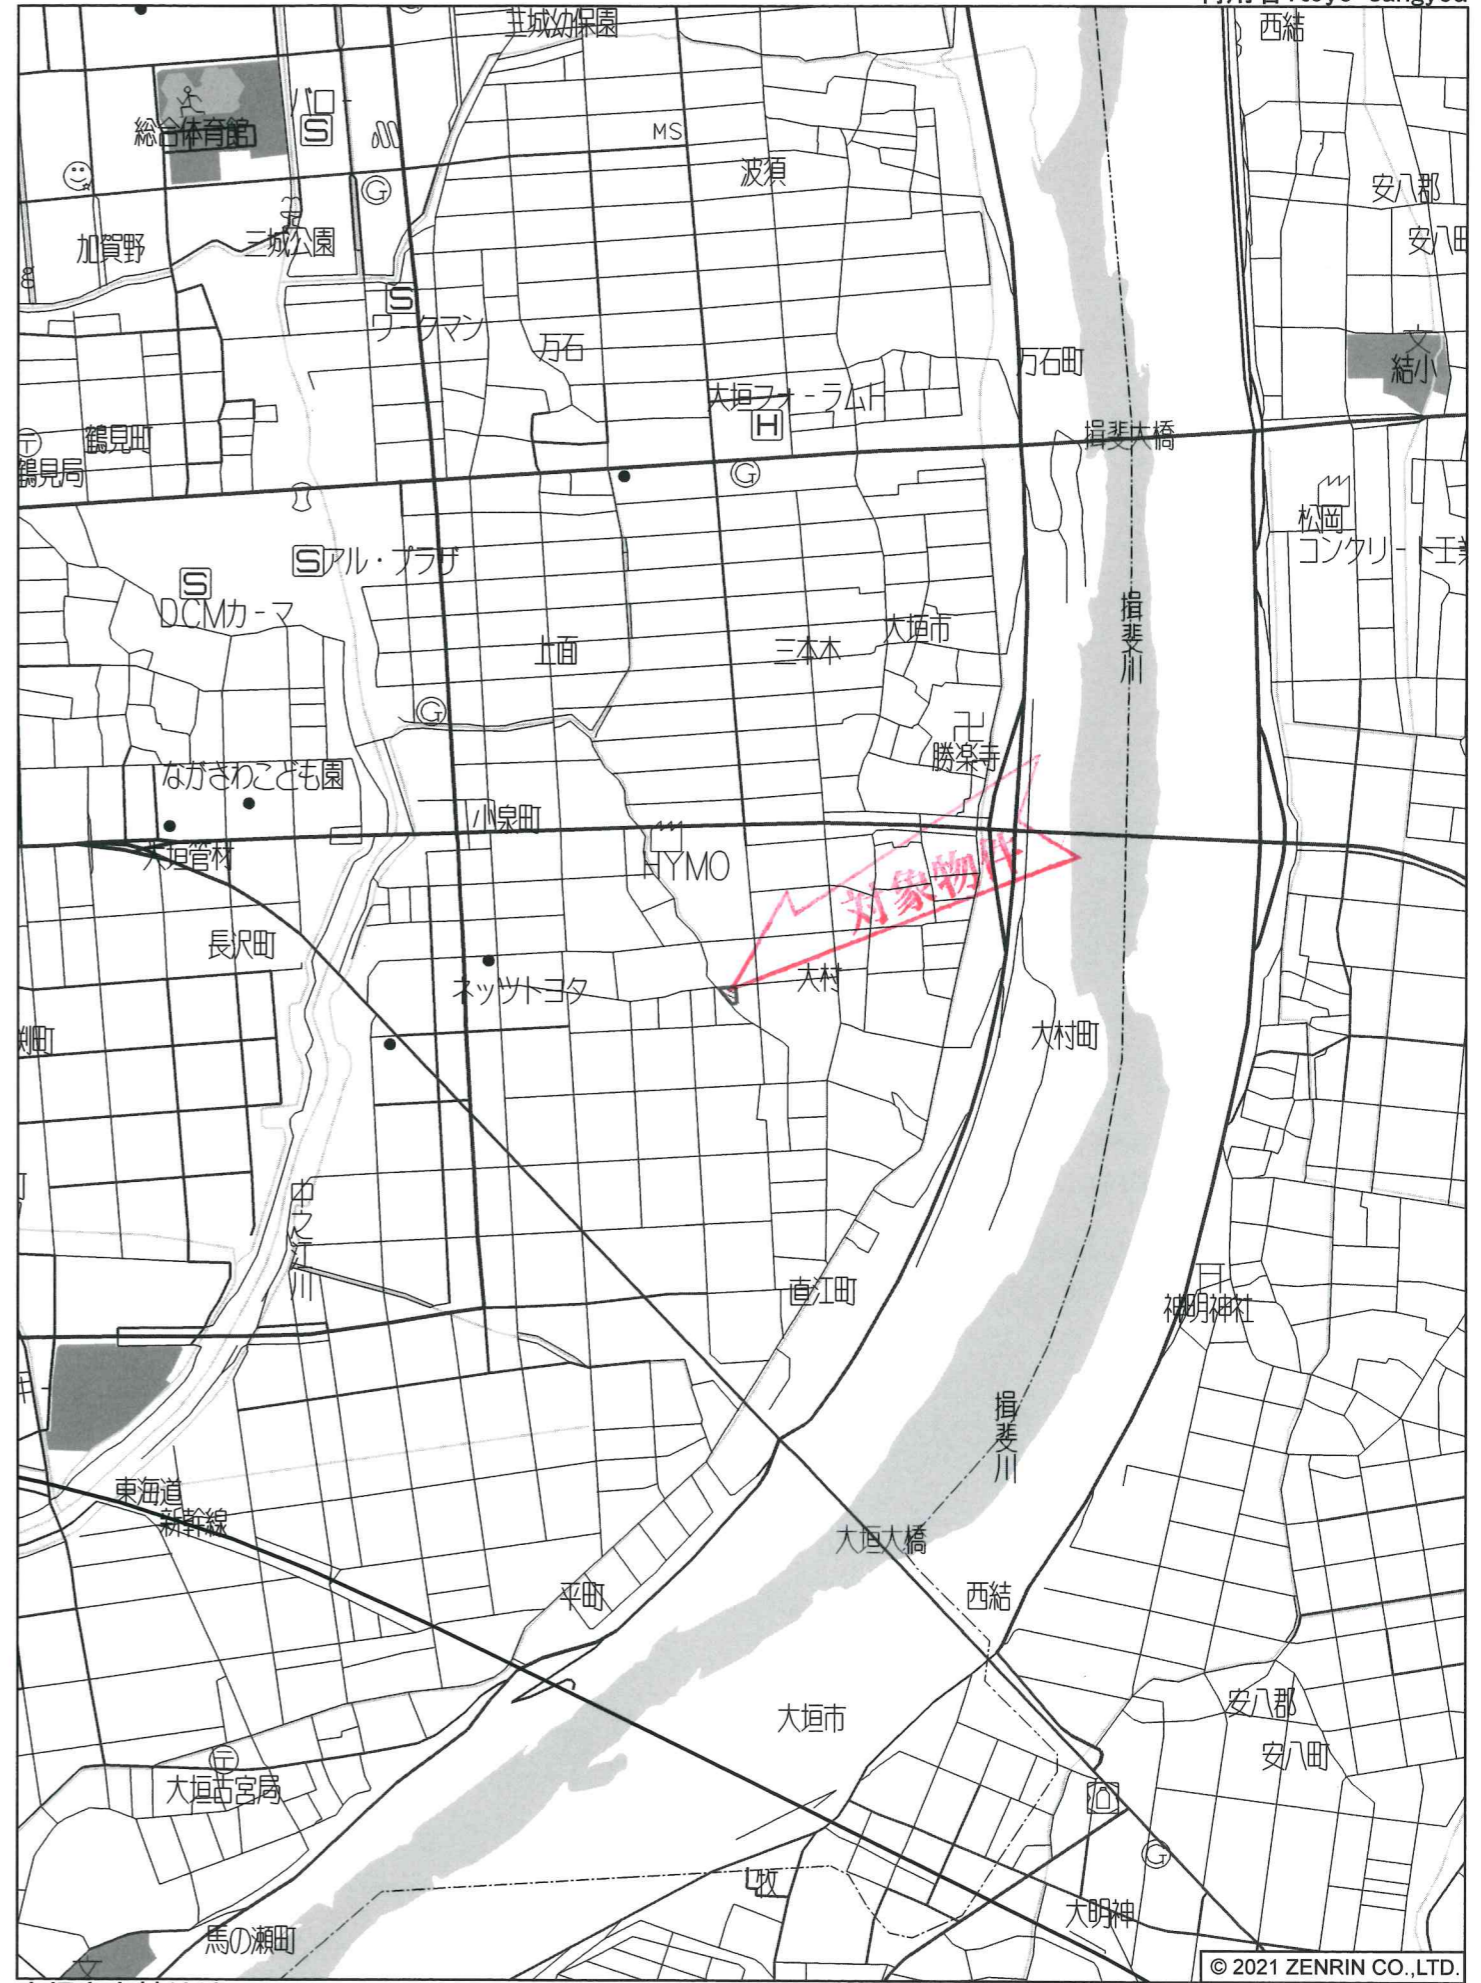 三城幼保園
西結
バロー
S
総合体育館
MS
波須
安八郡
G
加賀野
三城公園
安八町
S
ワークマン
万石
万石町
文
結小
大垣フォーラムH
H
揖斐大橋
鶴見町
鶴見局
G
松岡
コンクリート工業
Sアル・プラザ
S
DCMカーマ
揖斐川
大垣市
上面
三本木
G
卍
勝楽寺
ながさわこども園
小泉町
大垣管材
HYMO
対象物件
長沢町
ネッツトヨタ
大村
大村町
中之江川
直江町
神明神社
揖斐川
東海道
新幹線
大垣大橋
平町
西結
大垣市
安八郡
安八町
大垣古宮局
G
大明神
馬の瀬町
文
© 2021 ZENRIN CO.,LTD.